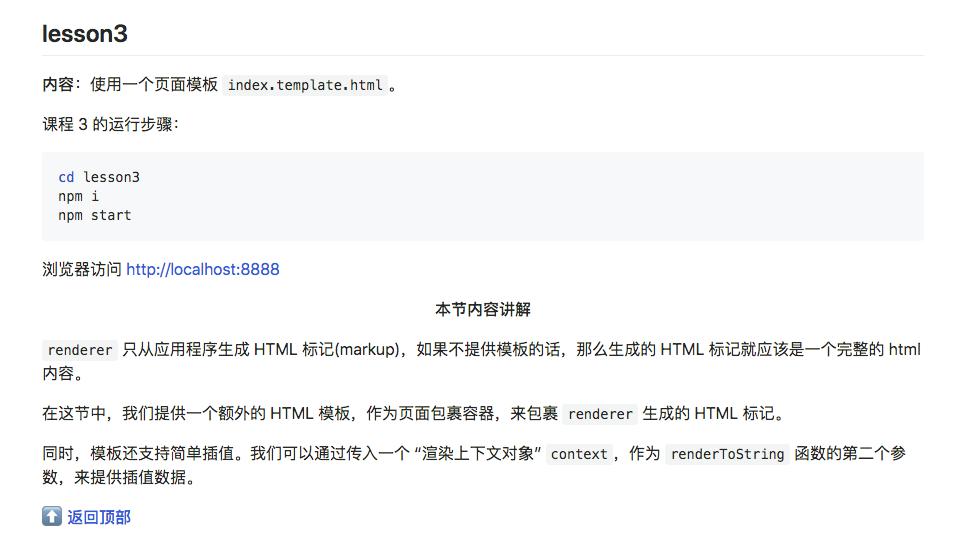 lesson3
内容：使用一个页面模板 index.template.html 。
课程 3 的运行步骤：
cd lesson3
npm i
npm start
浏览器访问 http://localhost:8888
本节内容讲解
renderer 只从应用程序生成 HTML 标记(markup)，如果不提供模板的话，那么生成的 HTML 标记就应该是一个完整的 html
内容。
在这节中，我们提供一个额外的 HTML 模板，作为页面包裹容器，来包裹 renderer 生成的 HTML 标记。
同时，模板还支持简单插值。我们可以通过传入一个 “渲染上下文对象” context ，作为 renderToString 函数的第二个参
数，来提供插值数据。
⬆️ 返回顶部